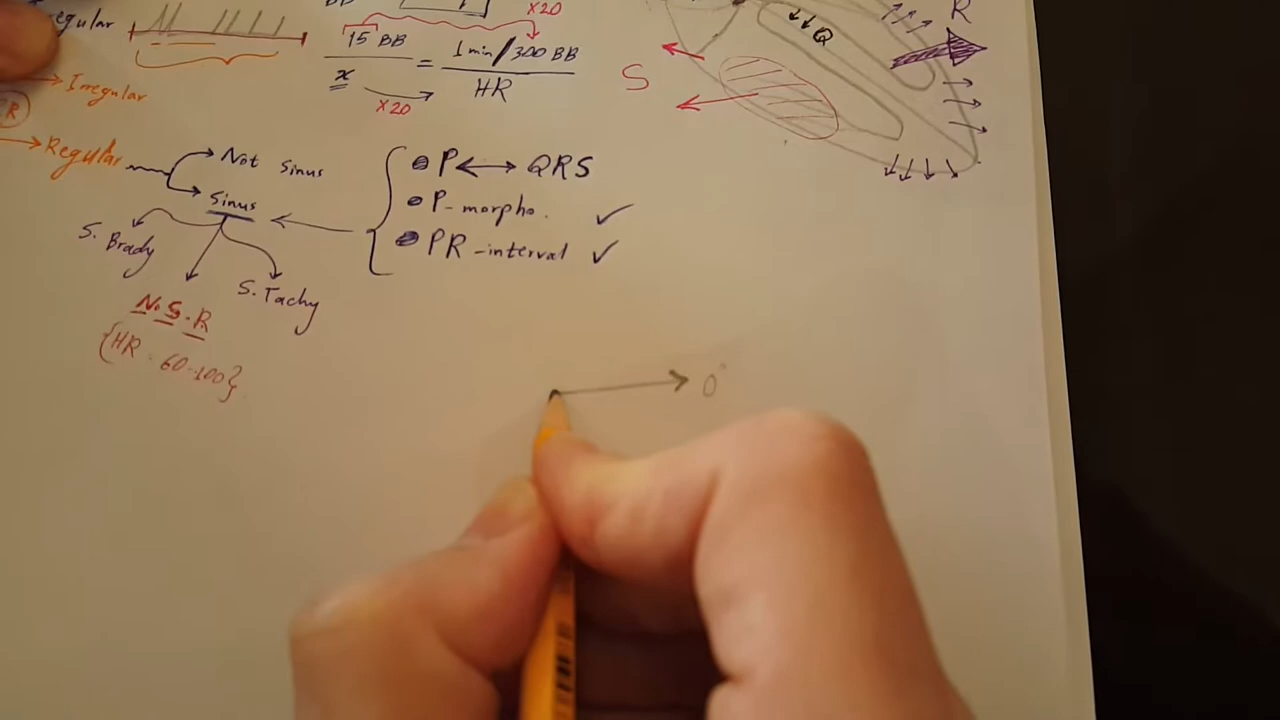 egular
x20
15 BB = 1 min/300 BB
x HR
x20
Irregular
R
Regular
Not Sinus
Sinus
S. Brady
N.S.R
{HR = 60-100}
S. Tachy
P ↔ QRS
P-morpho. ✓
PR-interval ✓
Q
R
S
0°